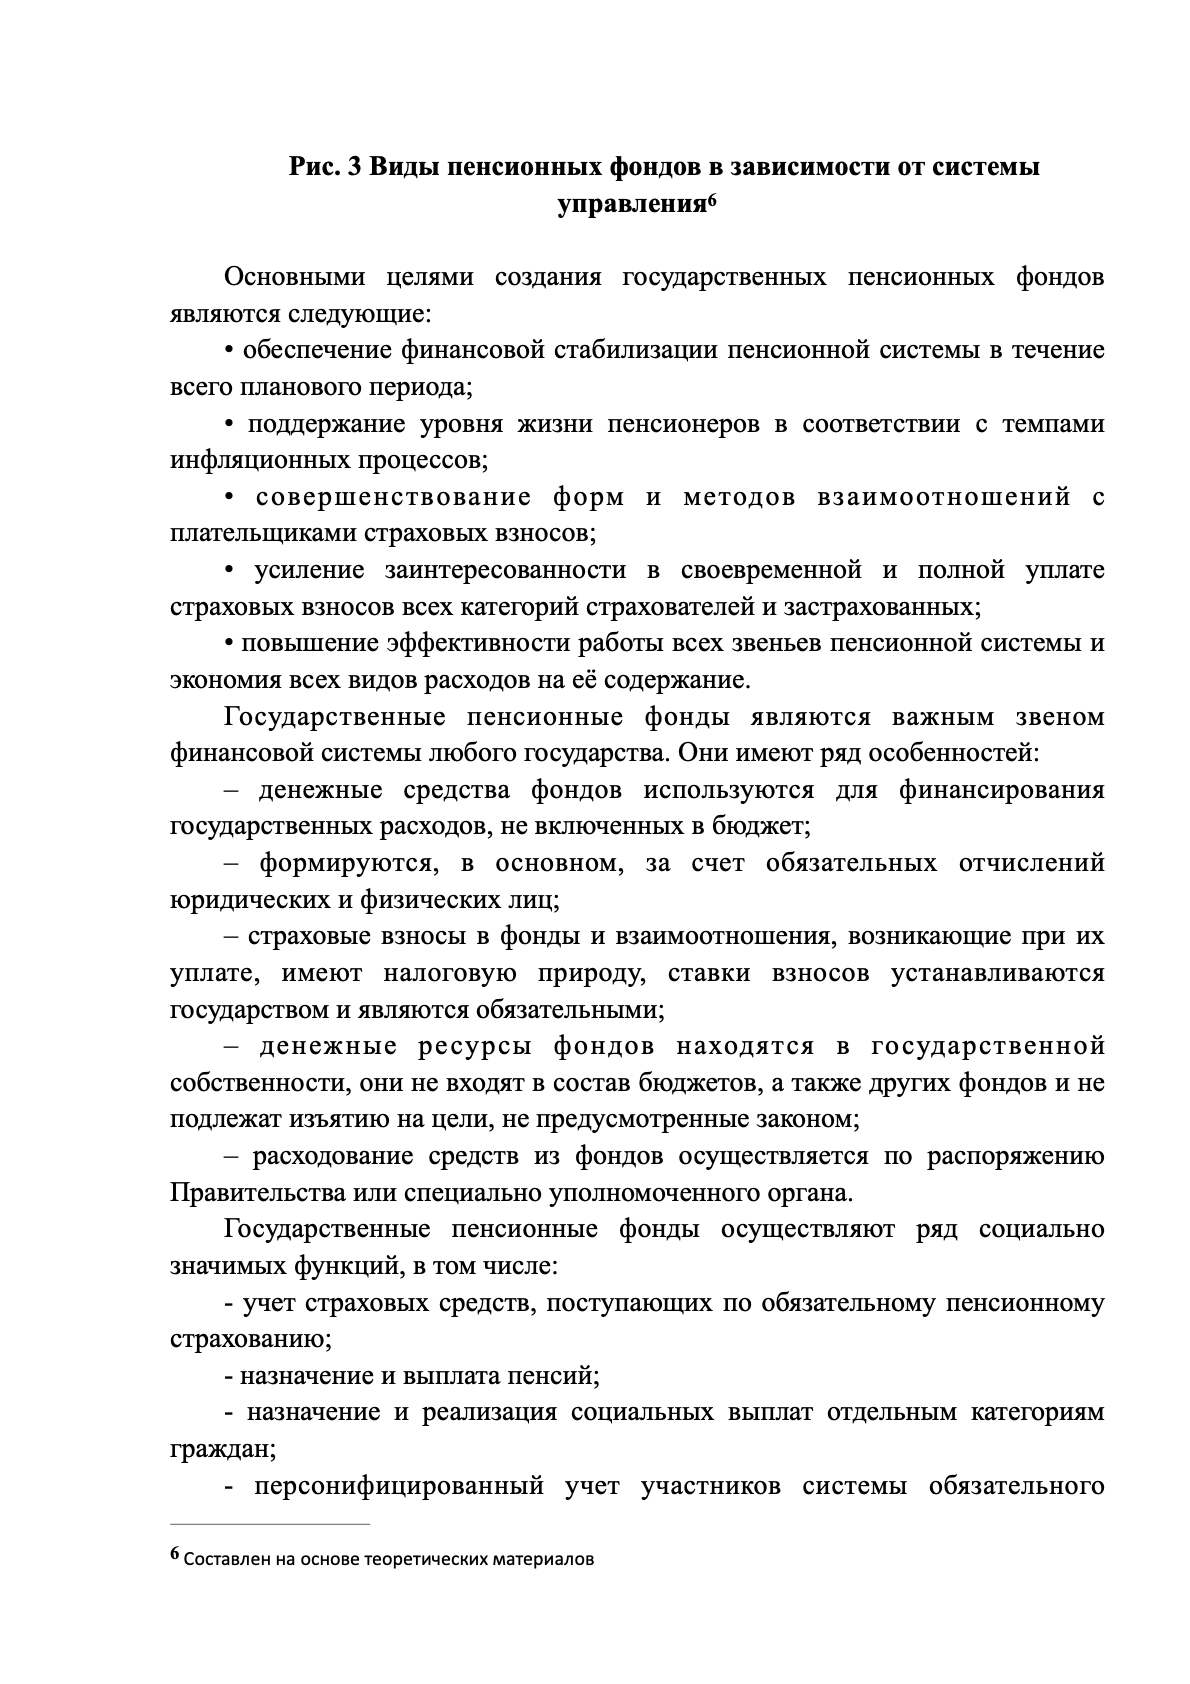 Рис. 3 Виды пенсионных фондов в зависимости от системы
управления⁶
Основными целями создания государственных пенсионных фондов
являются следующие:
• обеспечение финансовой стабилизации пенсионной системы в течение
всего планового периода;
• поддержание уровня жизни пенсионеров в соответствии с темпами
инфляционных процессов;
• совершенствование форм и методов взаимоотношений с
плательщиками страховых взносов;
• усиление заинтересованности в своевременной и полной уплате
страховых взносов всех категорий страхователей и застрахованных;
• повышение эффективности работы всех звеньев пенсионной системы и
экономия всех видов расходов на её содержание.
Государственные пенсионные фонды являются важным звеном
финансовой системы любого государства. Они имеют ряд особенностей:
– денежные средства фондов используются для финансирования
государственных расходов, не включенных в бюджет;
– формируются, в основном, за счет обязательных отчислений
юридических и физических лиц;
– страховые взносы в фонды и взаимоотношения, возникающие при их
уплате, имеют налоговую природу, ставки взносов устанавливаются
государством и являются обязательными;
– денежные ресурсы фондов находятся в государственной
собственности, они не входят в состав бюджетов, а также других фондов и не
подлежат изъятию на цели, не предусмотренные законом;
– расходование средств из фондов осуществляется по распоряжению
Правительства или специально уполномоченного органа.
Государственные пенсионные фонды осуществляют ряд социально
значимых функций, в том числе:
- учет страховых средств, поступающих по обязательному пенсионному
страхованию;
- назначение и выплата пенсий;
- назначение и реализация социальных выплат отдельным категориям
граждан;
- персонифицированный учет участников системы обязательного
⁶ Составлен на основе теоретических материалов